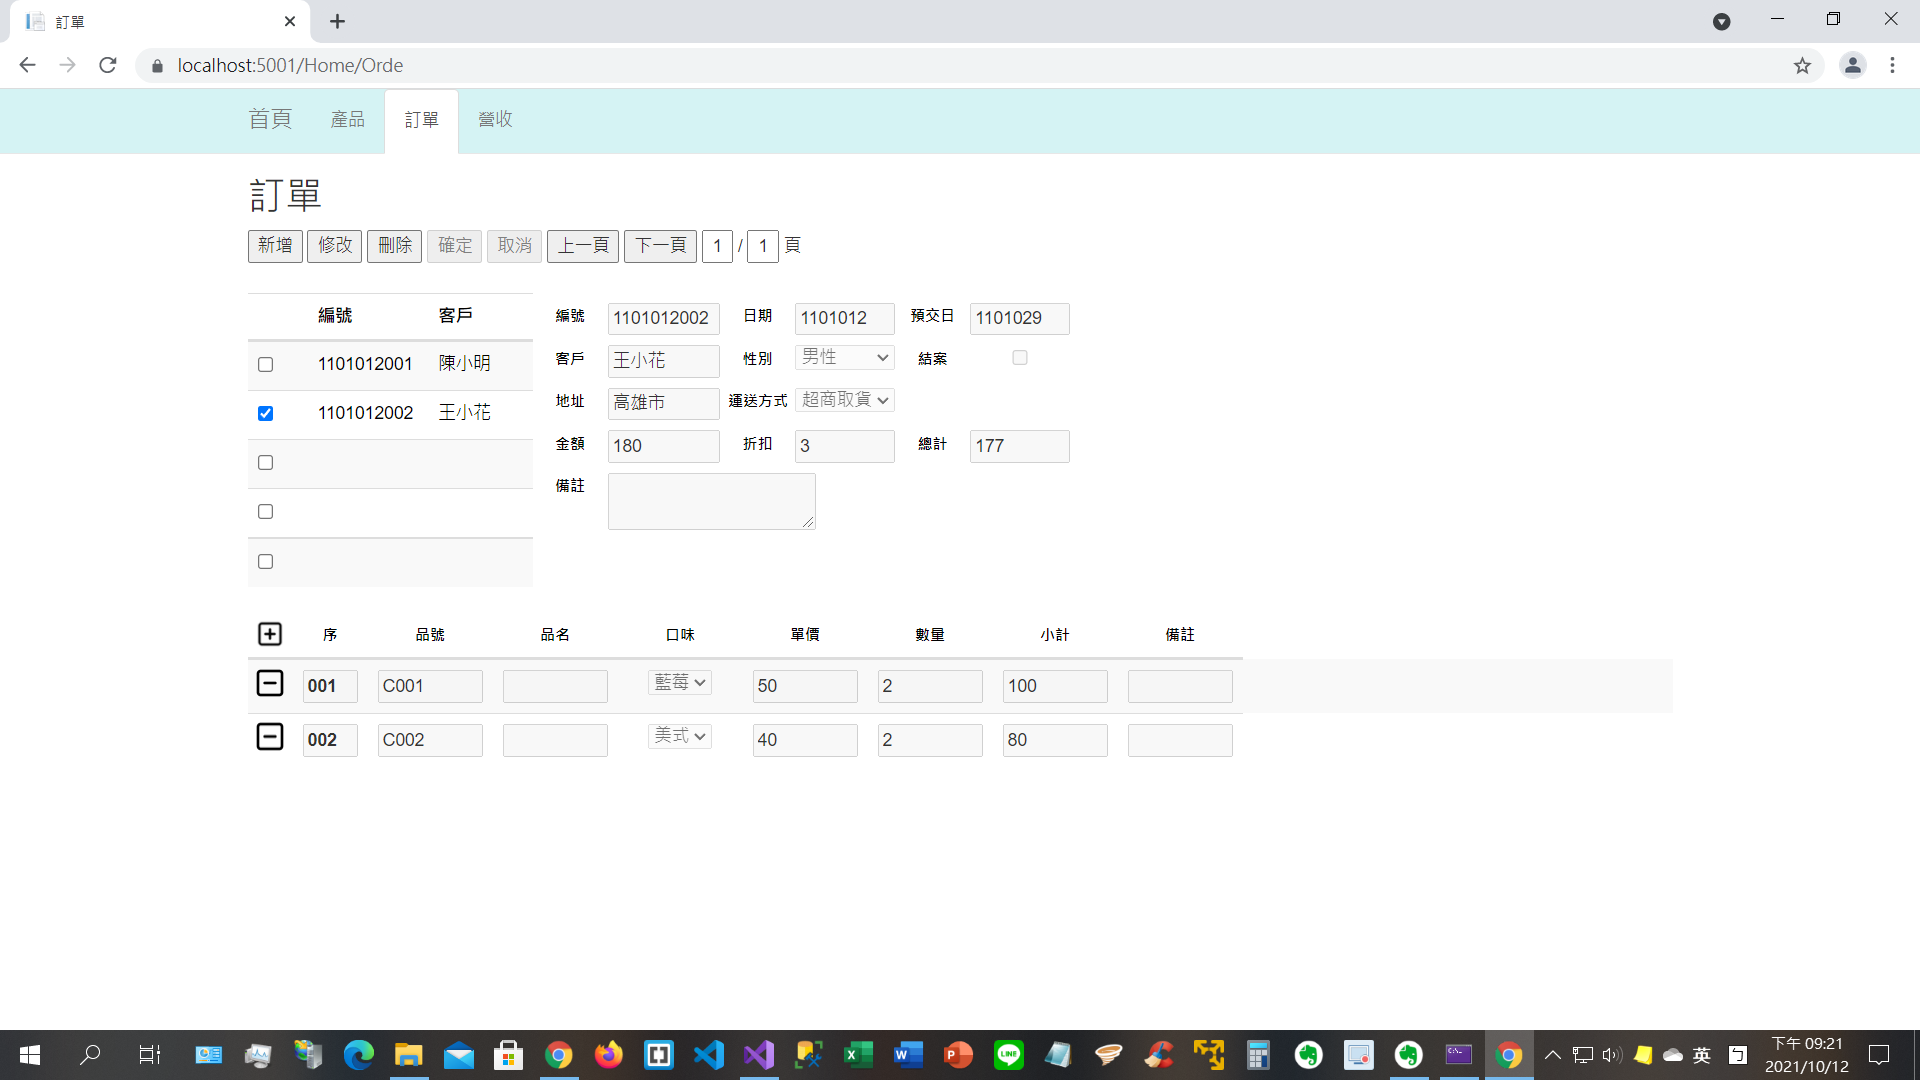 訂單
localhost:5001/Home/Orde
首頁 產品 訂單 營收
訂單
新增 修改 刪除 確定 取消 上一頁 下一頁 1 / 1 頁
編號 客戶
1101012001 陳小明
1101012002 王小花
編號 1101012002 日期 1101012 預交日 1101029
客戶 王小花 性別 男性 結案
地址 高雄市 運送方式 超商取貨
金額 180 折扣 3 總計 177
備註
序 品號 品名 口味 單價 數量 小計 備註
001 C001 藍莓 50 2 100
002 C002 美式 40 2 80
英
下午 09:21
2021/10/12